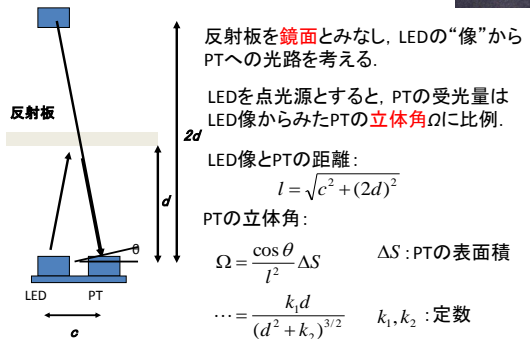 反射板を鏡面とみなし, LEDの“像”から
PTへの光路を考える.
LEDを点光源とすると, PTの受光量は
LED像からみたPTの立体角Ωに比例.
LED像とPTの距離:
l = √(c² + (2d)²)
PTの立体角:
Ω = cosθ / l² ΔS
ΔS : PTの表面積
⋯ = k₁d / (d² + k₂)^{3/2}
k₁, k₂ : 定数
反射板
2d
d
θ
LED
PT
c